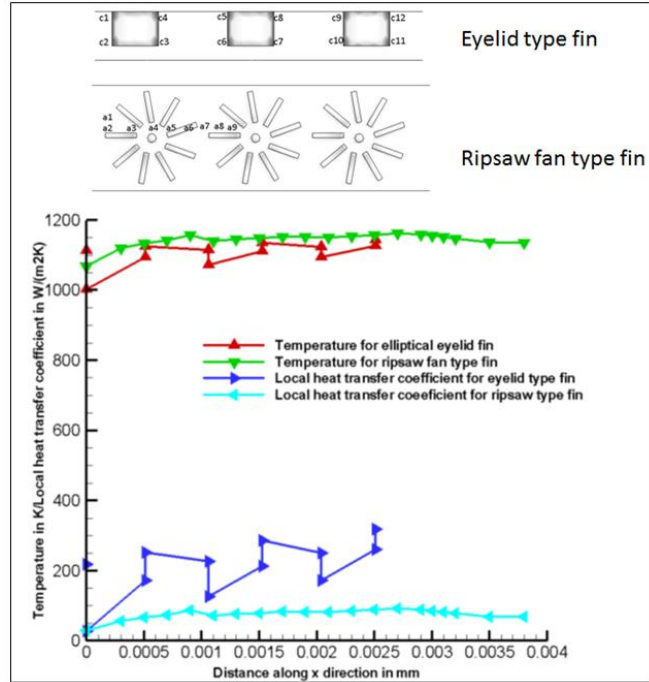 c1 c4 c5 c8 c9 c12
c2 c3 c6 c7 c10 c11
Eyelid type fin
a1
a2 a3 a4 a5 a6 a7 a8 a9
Ripsaw fan type fin
Temperature in K/Local heat transfer coefficient in W/(m2K)
1200
1000
800
600
400
200
0
Temperature for elliptical eyelid fin
Temperature for ripsaw fan type fin
Local heat transfer coefficient for eyelid type fin
Local heat transfer coeeficient for ripsaw type fin
0 0.0005 0.001 0.0015 0.002 0.0025 0.003 0.0035 0.004
Distance along x direction in mm